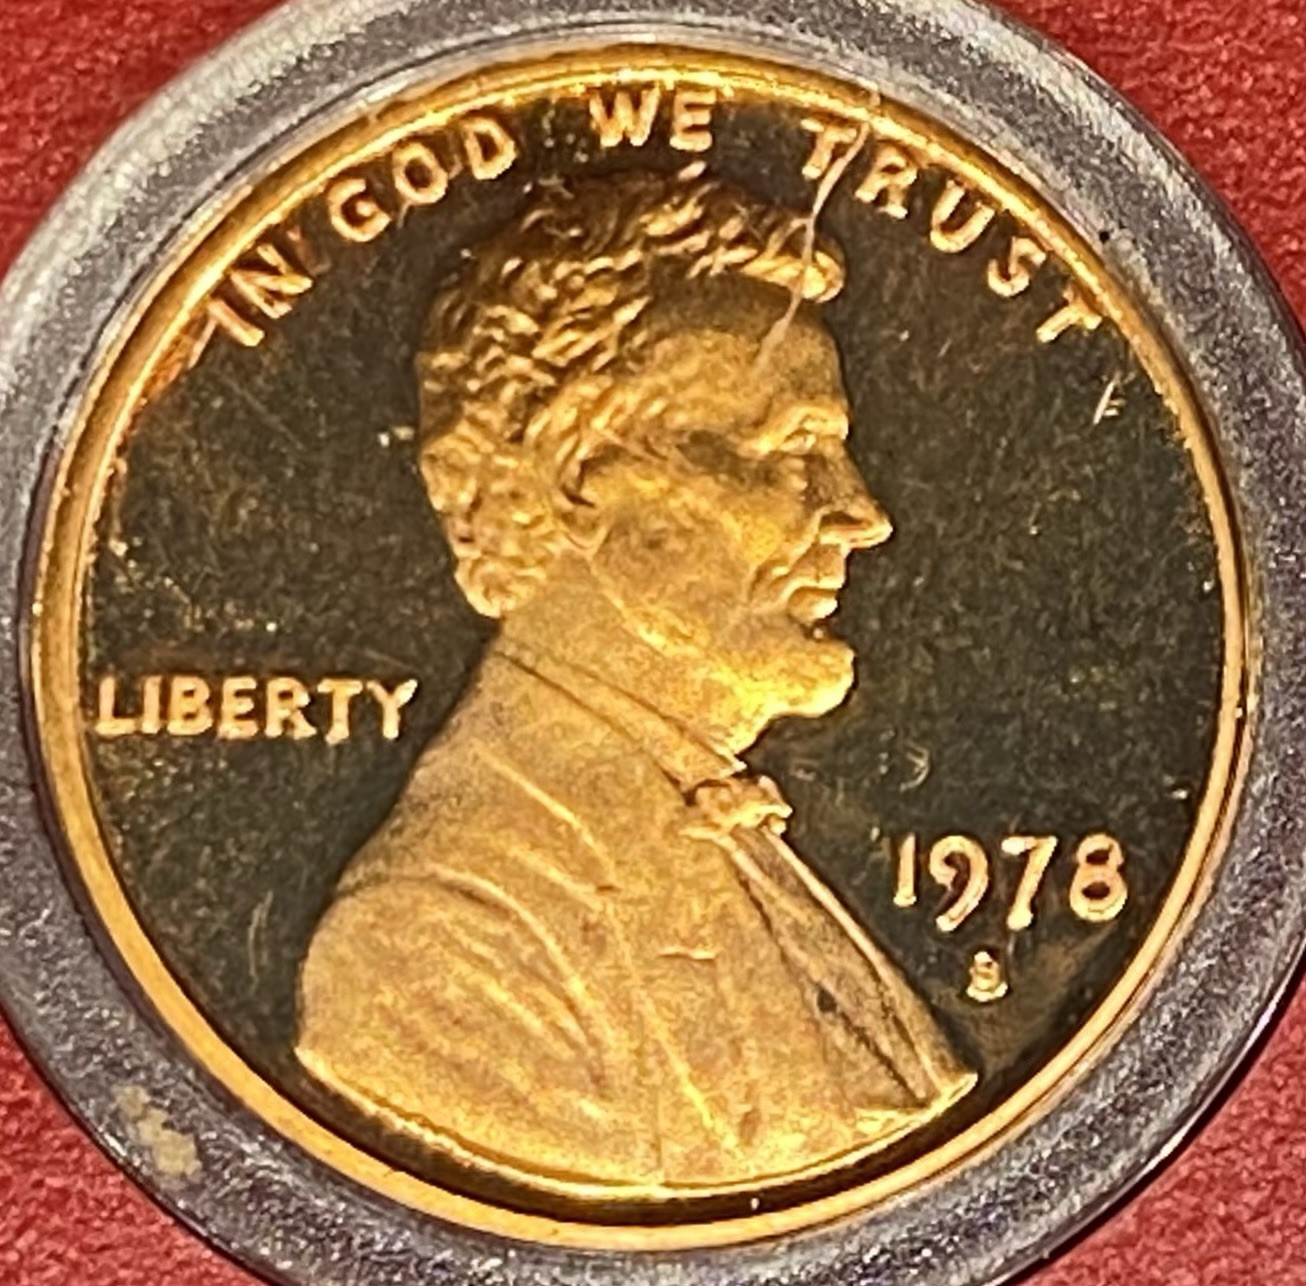 IN GOD WE TRUST
LIBERTY
1978
S